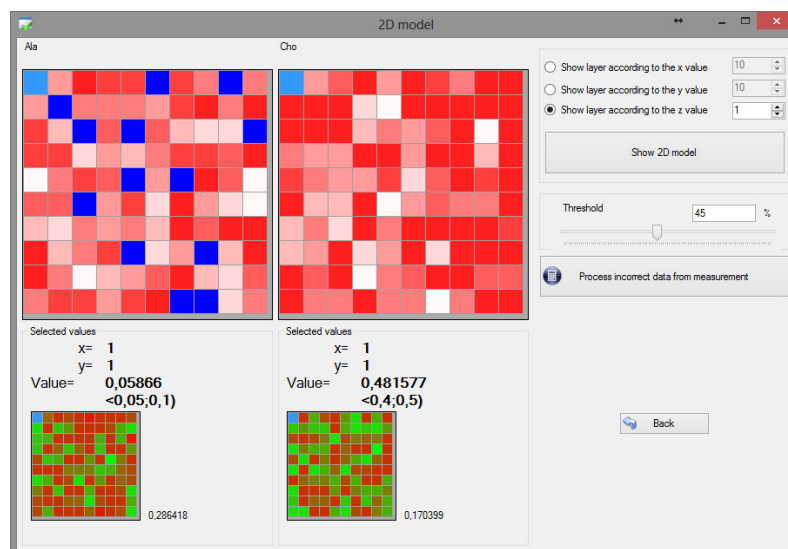 2D model
Ala
Cho
Show layer according to the x value
10
Show layer according to the y value
10
Show layer according to the z value
1
Show 2D model
Threshold
45
%
Process incorrect data from measurement
Selected values
x= 1
y= 1
Value= 0,05866
<0,05;0,1)
0,286418
Selected values
x= 1
y= 1
Value= 0,481577
<0,4;0,5)
0,170399
Back